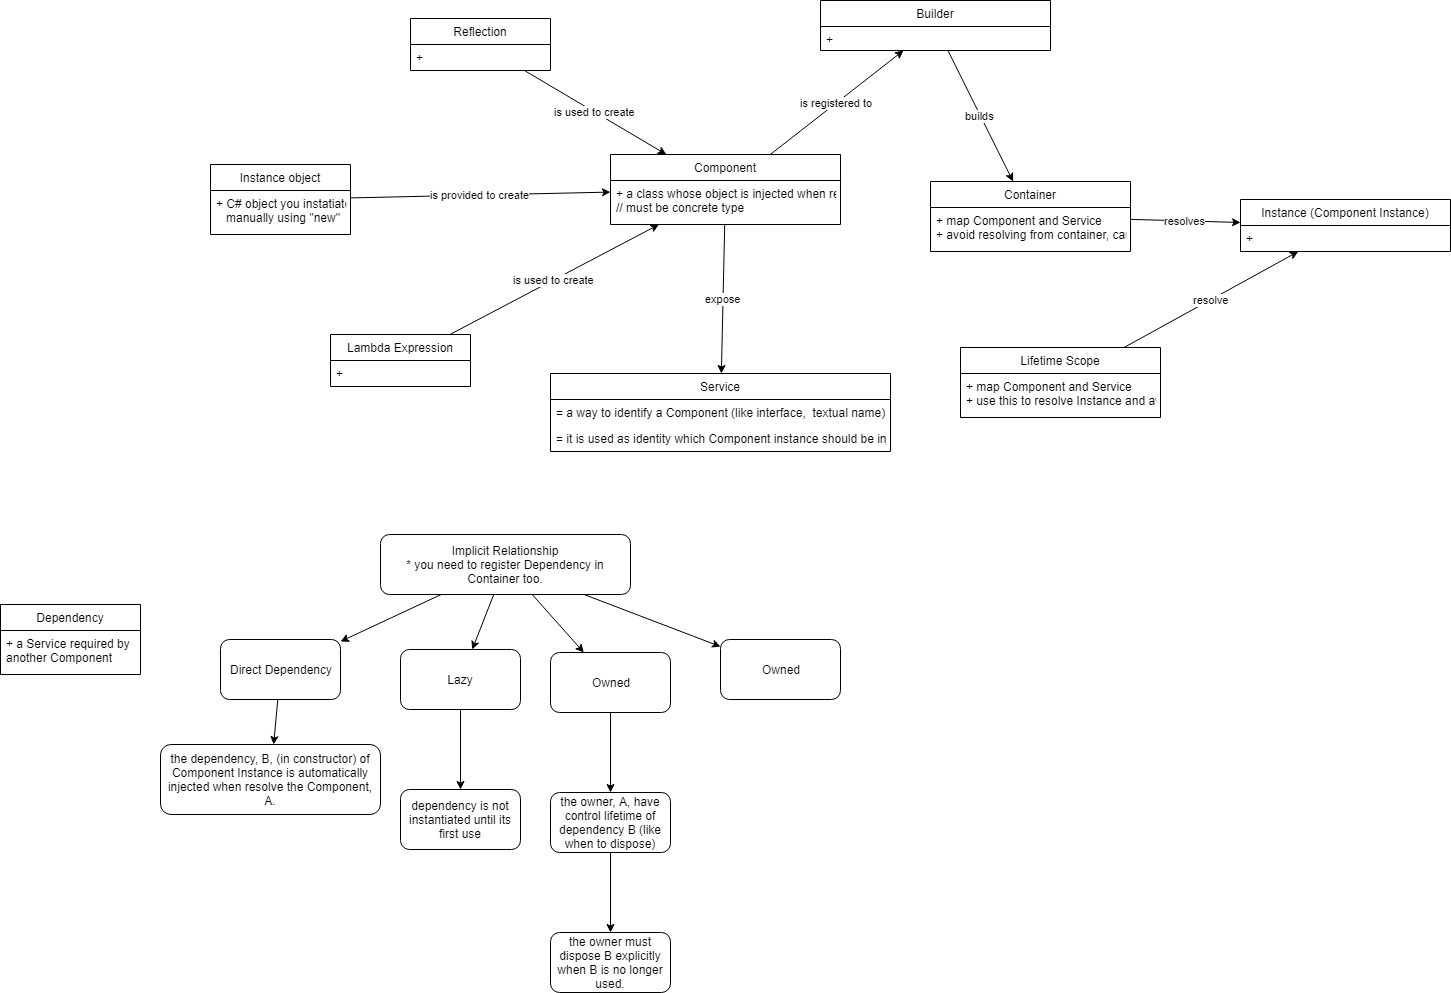 Reflection
+
Builder
+
is used to create
is registered to
builds
Instance object
+ C# object you instatiate
manually using "new"
is provided to create
Component
+ a class whose object is injected when re
// must be concrete type
Container
+ map Component and Service
+ avoid resolving from container, ca
resolves
Instance (Component Instance)
+
is used to create
expose
resolve
Lambda Expression
+
Service
= a way to identify a Component (like interface,  textual name)
= it is used as identity which Component instance should be in
Lifetime Scope
+ map Component and Service
+ use this to resolve Instance and a
Implicit Relationship
* you need to register Dependency in
Container too.
Dependency
+ a Service required by
another Component
Direct Dependency
Lazy
Owned
Owned
the dependency, B, (in constructor) of
Component Instance is automatically
injected when resolve the Component,
A.
dependency is not
instantiated until its
first use
the owner, A, have
control lifetime of
dependency B (like
when to dispose)
the owner must
dispose B explicitly
when B is no longer
used.